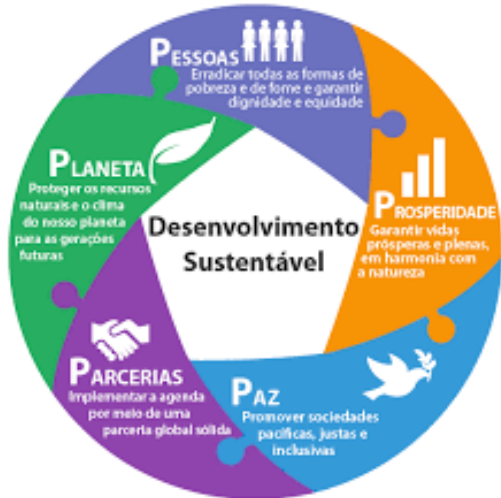 PESSOAS
Erradicar todas as formas de
pobreza e de fome e garantir
dignidade e equidade
PROSPERIDADE
Garantir vidas
prósperas e plenas,
em harmonia com
a natureza
PAZ
Promover sociedades
pacíficas, justas e
inclusivas
PARCERIAS
Implementar a agenda
por meio de uma
parceria global sólida
PLANETA
Proteger os recursos
naturais e o clima
do nosso planeta
para as gerações
futuras
Desenvolvimento
Sustentável